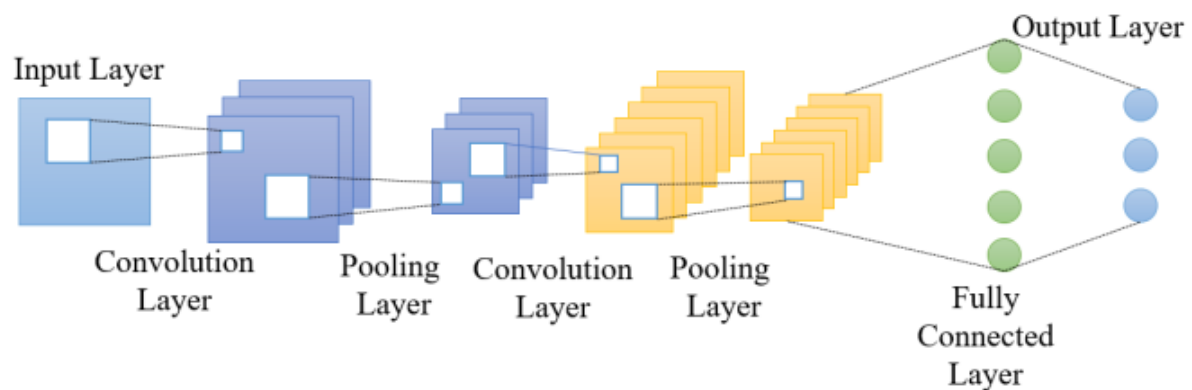 Output Layer
Input Layer
Convolution
Layer
Pooling
Layer
Convolution
Layer
Pooling
Layer
Fully
Connected
Layer